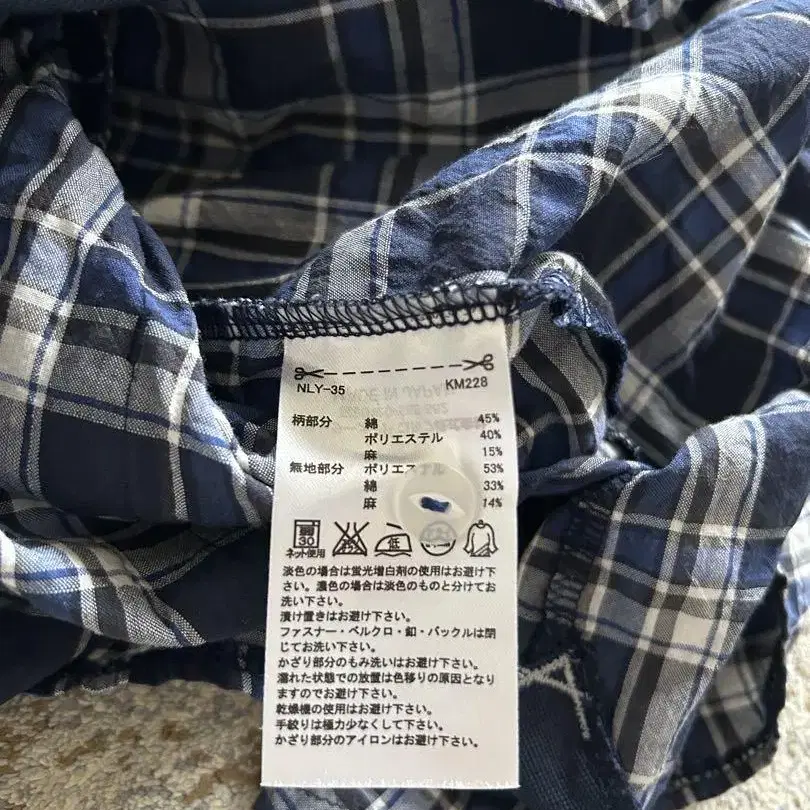 NLY-35 KM228
柄部分 綿 45%
ポリエステル 40%
麻 15%
無地部分 ポリエステル 53%
綿 33%
麻 14%
30
ネット使用
低
淡色の場合は蛍光増白剤の使用はお避け下
さい。濃色の場合は淡色のものと分けてお
洗い下さい。
漬け置きはお避け下さい。
ファスナー・ベルクロ・釦・バックルは閉
じてお洗い下さい。
かざり部分のもみ洗いはお避け下さい。
濡れた状態での放置は色移りの原因となり
ますのでお避け下さい。
乾燥機の使用はお避け下さい。
手絞りは極力少なくして下さい。
かざり部分のアイロンはお避け下さい。